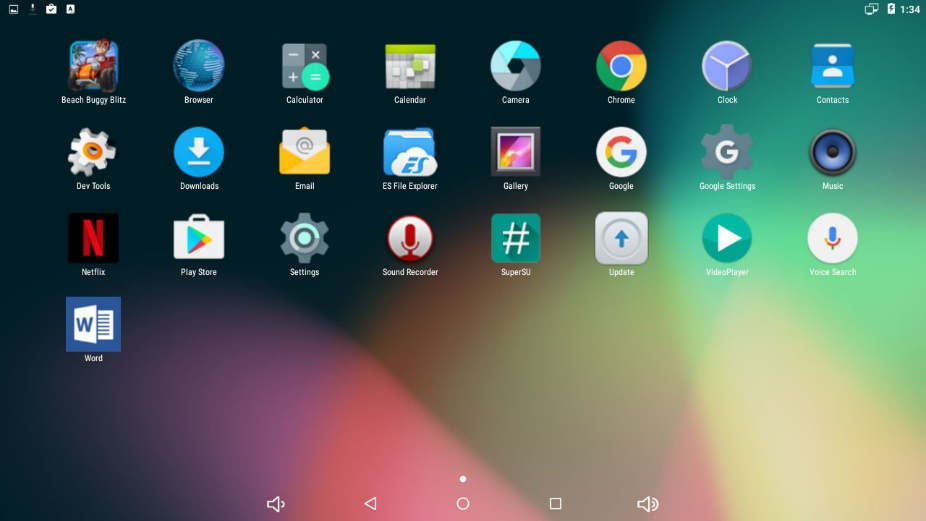 A
1:34
Beach Buggy Blitz
Browser
Calculator
Calendar
Camera
Chrome
Clock
Contacts
Dev Tools
Downloads
Email
ES File Explorer
Gallery
Google
Google Settings
Music
Netflix
Play Store
Settings
Sound Recorder
SuperSU
Update
VideoPlayer
Voice Search
Word